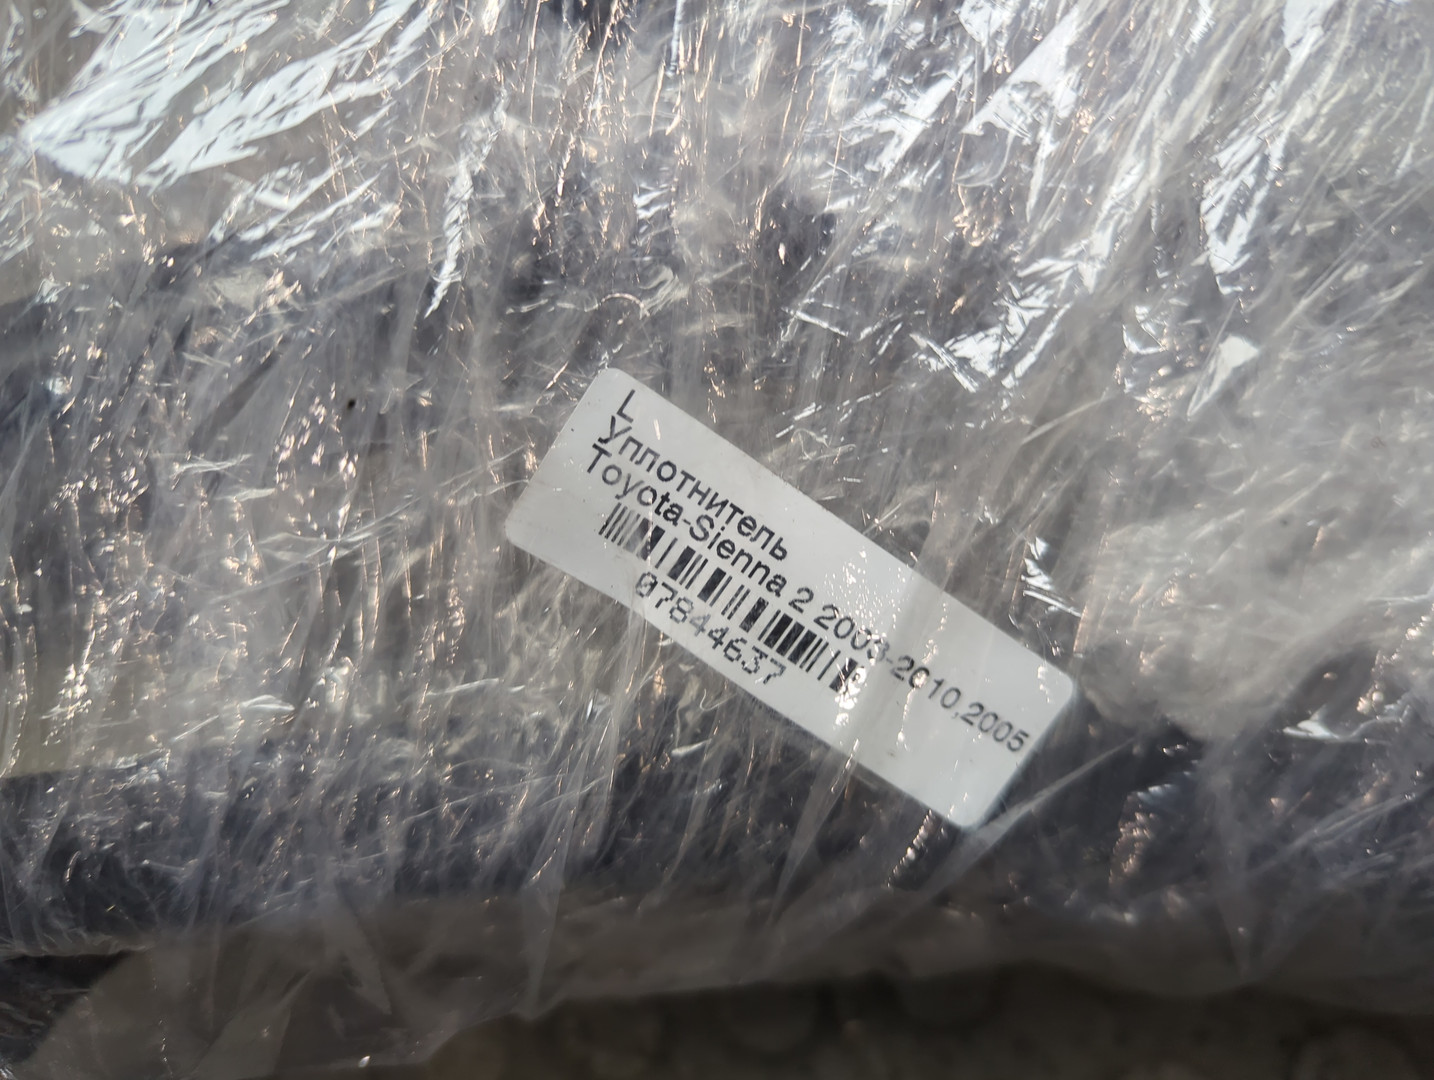 L
Уплотнитель
Toyota-Sienna 2 2003-2010,2005
07844637